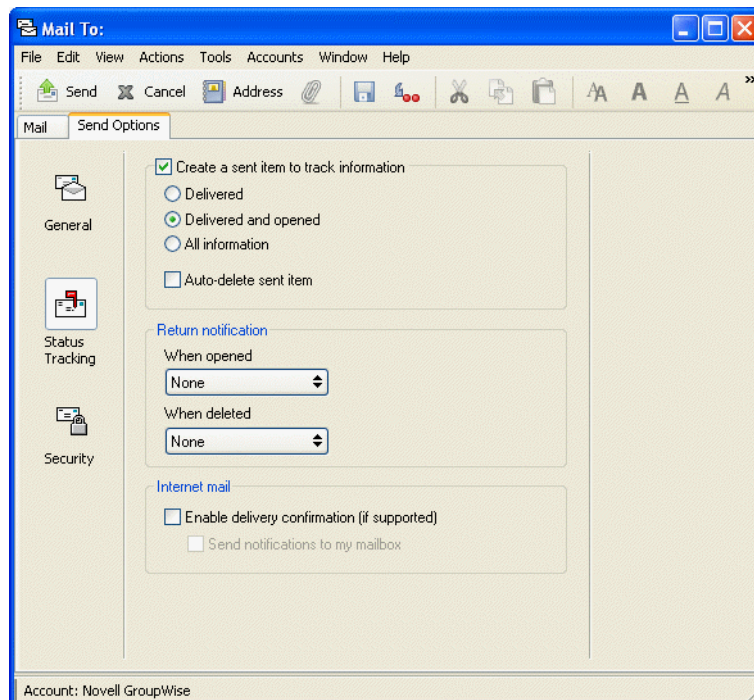 Mail To:
File Edit View Actions Tools Accounts Window Help
Send Cancel Address A A A A
Mail Send Options
General
Status
Tracking
Security
Create a sent item to track information
Delivered
Delivered and opened
All information
Auto-delete sent item
Return notification
When opened
None
When deleted
None
Internet mail
Enable delivery confirmation (if supported)
Send notifications to my mailbox
Account: Novell GroupWise